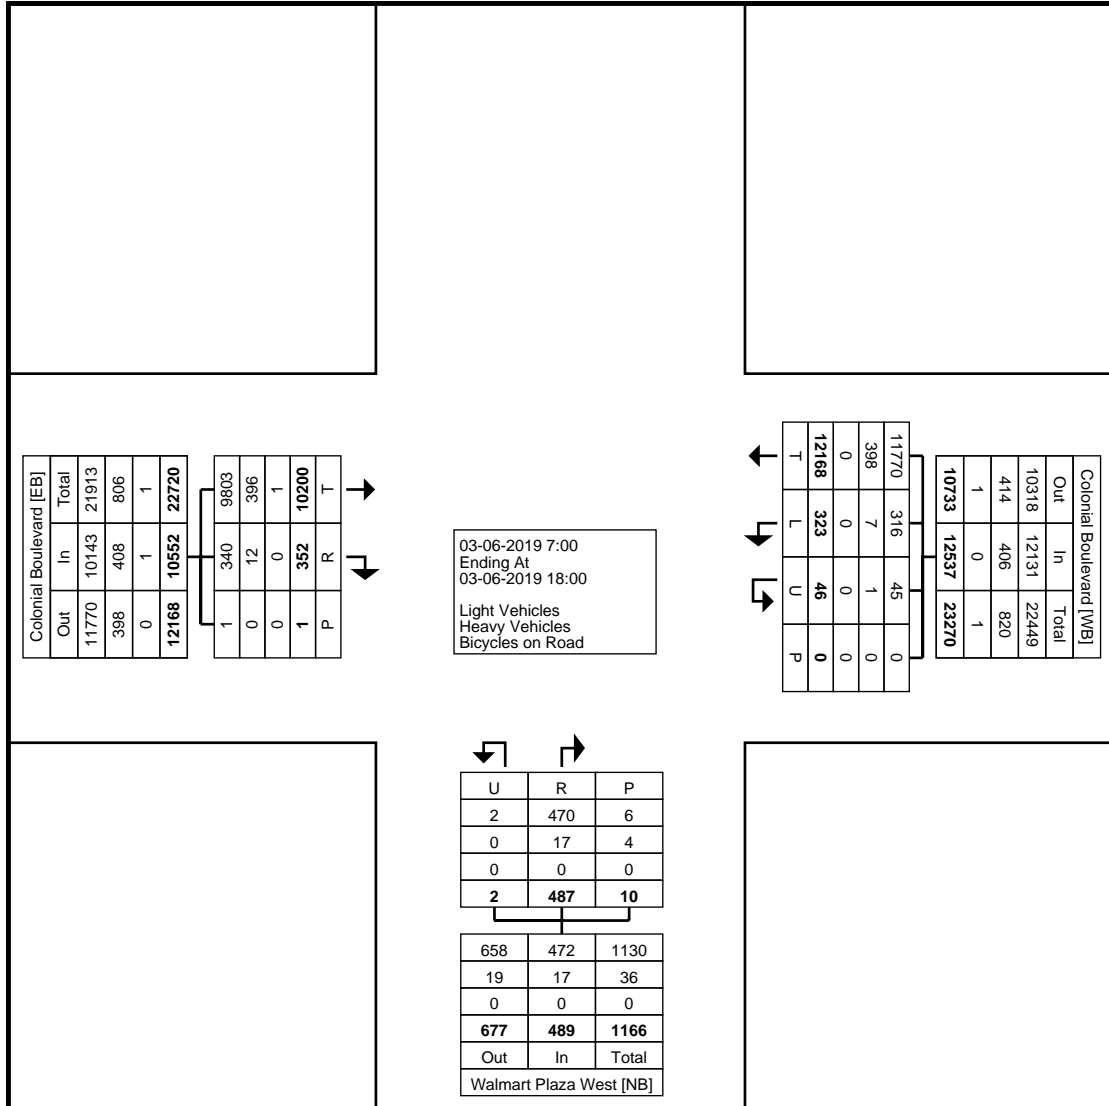 Colonial Boulevard [EB]
Total In Out
21913 10143 11770
806 408 398
1 1 0
22720 10552 12168
9803 340 1
396 12 0
1 0 0
10200 352 1
T R P
03-06-2019 7:00
Ending At
03-06-2019 18:00
Light Vehicles
Heavy Vehicles
Bicycles on Road
Colonial Boulevard [WB]
Out In Total
10318 12131 22449
414 406 820
1 0 1
10733 12537 23270
11770 316 45 0
398 7 1 0
0 0 0 0
12168 323 46 0
T L U P
U R P
2 470 6
0 17 4
0 0 0
2 487 10
658 472 1130
19 17 36
0 0 0
677 489 1166
Out In Total
Walmart Plaza West [NB]